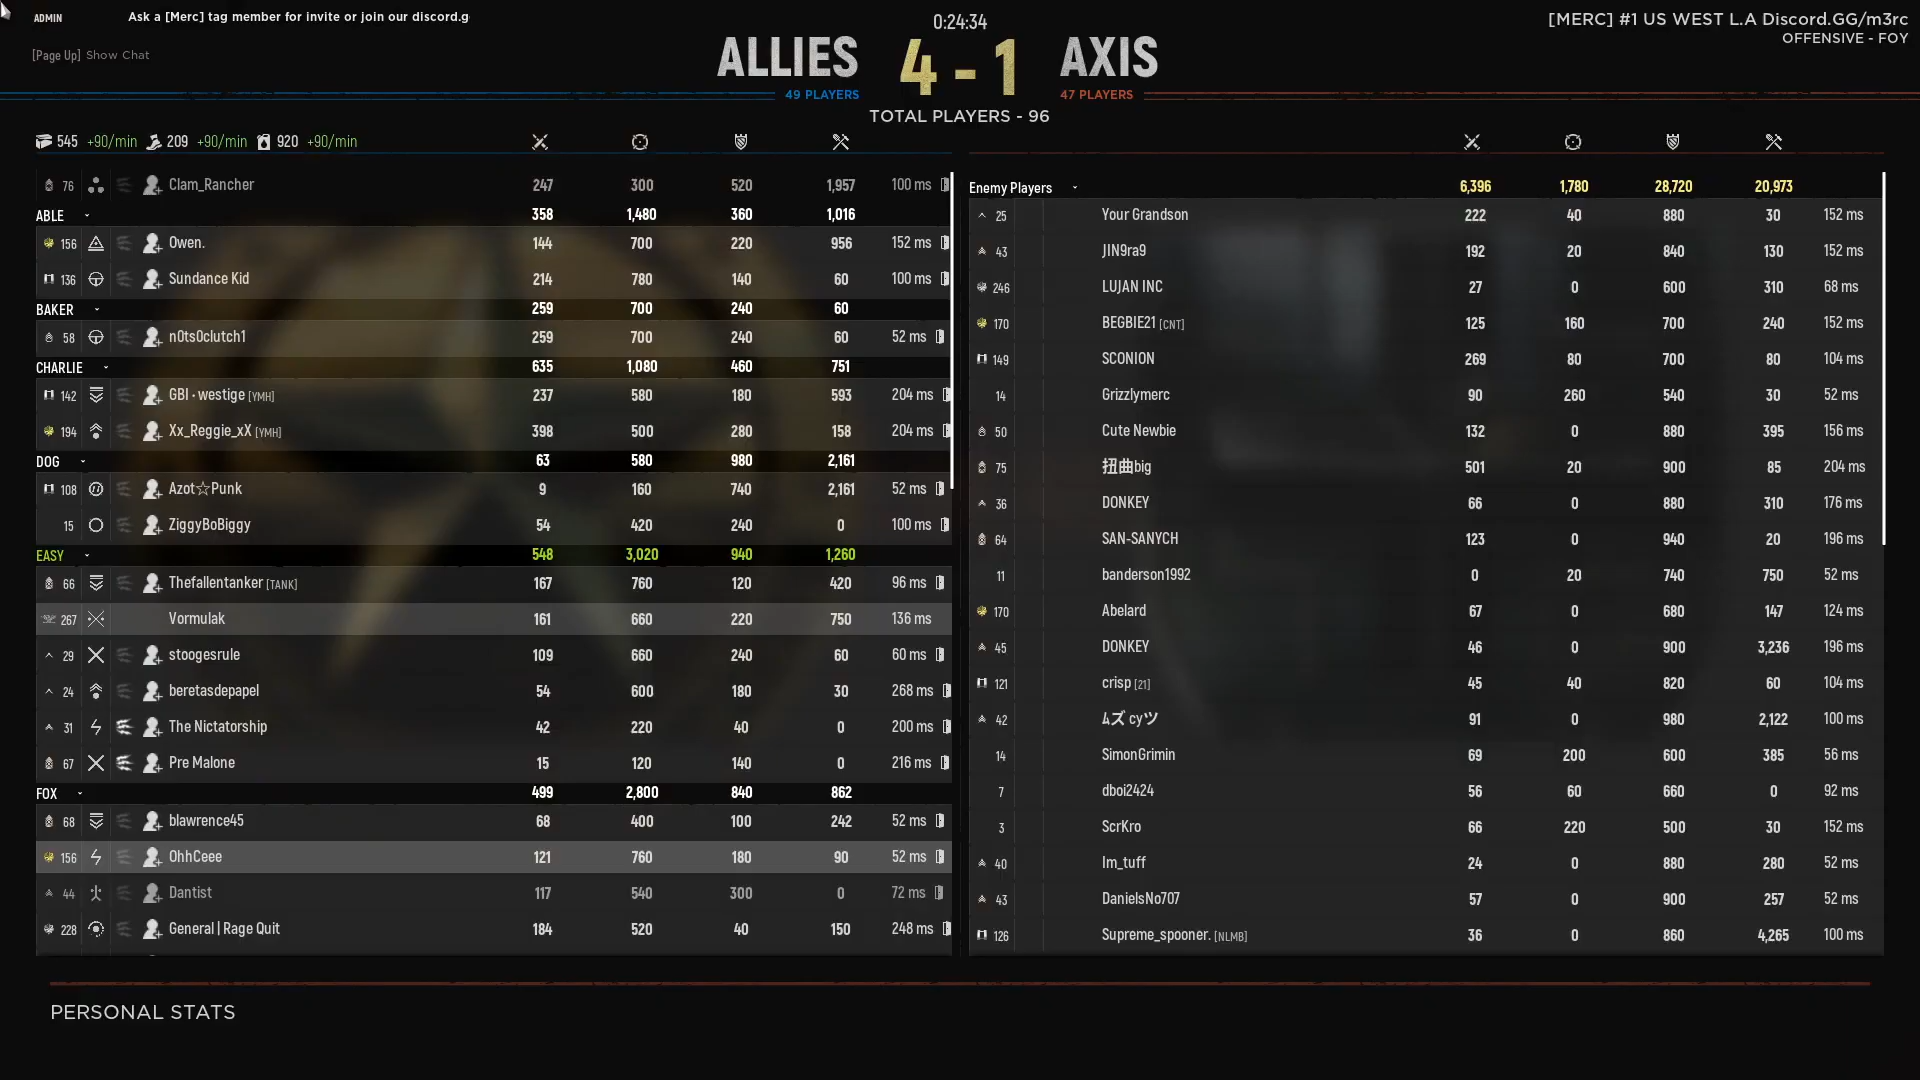 ADMIN Ask a [Merc] tag member for invite or join our discord.g
[Page Up] Show Chat
0:24:34
ALLIES 4 - 1 AXIS
49 PLAYERS 47 PLAYERS
TOTAL PLAYERS - 96
[MERC] #1 US WEST L.A Discord.GG/m3rc
OFFENSIVE - FOY
545 +90/min 209 +90/min 920 +90/min
76 Clam_Rancher 247 300 520 1,957 100 ms
ABLE 358 1,480 360 1,016
156 Owen. 144 700 220 956 152 ms
136 Sundance Kid 214 780 140 60 100 ms
BAKER 259 700 240 60
58 n0ts0clutch1 259 700 240 60 52 ms
CHARLIE 635 1,080 460 751
142 GBI · westige [YMH] 237 580 180 593 204 ms
194 Xx_Reggie_xX [YMH] 398 500 280 158 204 ms
DOG 63 580 980 2,161
108 Azot☆Punk 9 160 740 2,161 52 ms
15 ZiggyBoBiggy 54 420 240 0 100 ms
EASY 548 3,020 940 1,260
66 Thefallentanker [TANK] 167 760 120 420 96 ms
267 Vormulak 161 660 220 750 136 ms
29 stoogesrule 109 660 240 60 60 ms
24 beretasdepapel 54 600 180 30 268 ms
31 The Nictatorship 42 220 40 0 200 ms
67 Pre Malone 15 120 140 0 216 ms
FOX 499 2,800 840 862
68 blawrence45 68 400 100 242 52 ms
156 OhhCeee 121 760 180 90 52 ms
44 Dantist 117 540 300 0 72 ms
228 General | Rage Quit 184 520 40 150 248 ms
Enemy Players 6,396 1,780 28,720 20,973
25 Your Grandson 222 40 880 30 152 ms
43 JIN9ra9 192 20 840 130 152 ms
246 LUJAN INC 27 0 600 310 68 ms
170 BEGBIE21 [CNT] 125 160 700 240 152 ms
149 SCONION 269 80 700 80 104 ms
14 Grizzlymerc 90 260 540 30 52 ms
50 Cute Newbie 132 0 880 395 156 ms
75 扭曲big 501 20 900 85 204 ms
36 DONKEY 66 0 880 310 176 ms
64 SAN-SANYCH 123 0 940 20 196 ms
11 banderson1992 0 20 740 750 52 ms
170 Abelard 67 0 680 147 124 ms
45 DONKEY 46 0 900 3,236 196 ms
121 crisp [21] 45 40 820 60 104 ms
42 ムズ cyツ 91 0 980 2,122 100 ms
14 SimonGrimin 69 200 600 385 56 ms
7 dboi2424 56 60 660 0 92 ms
3 ScrKro 66 220 500 30 152 ms
40 Im_tuff 24 0 880 280 52 ms
43 DanielsNo707 57 0 900 257 52 ms
126 Supreme_spooner. [NLMB] 36 0 860 4,265 100 ms
PERSONAL STATS